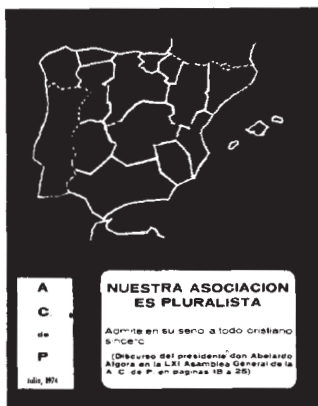 A
C.
de
P
julio, 1974
NUESTRA ASOCIACION
ES PLURALISTA
Admite en su seno a todo cristiano
sincero
(Discurso del presidente don Abelardo
Algora en la LXI Asamblea General de la
A. C. de P. en paginas 18 a 25)